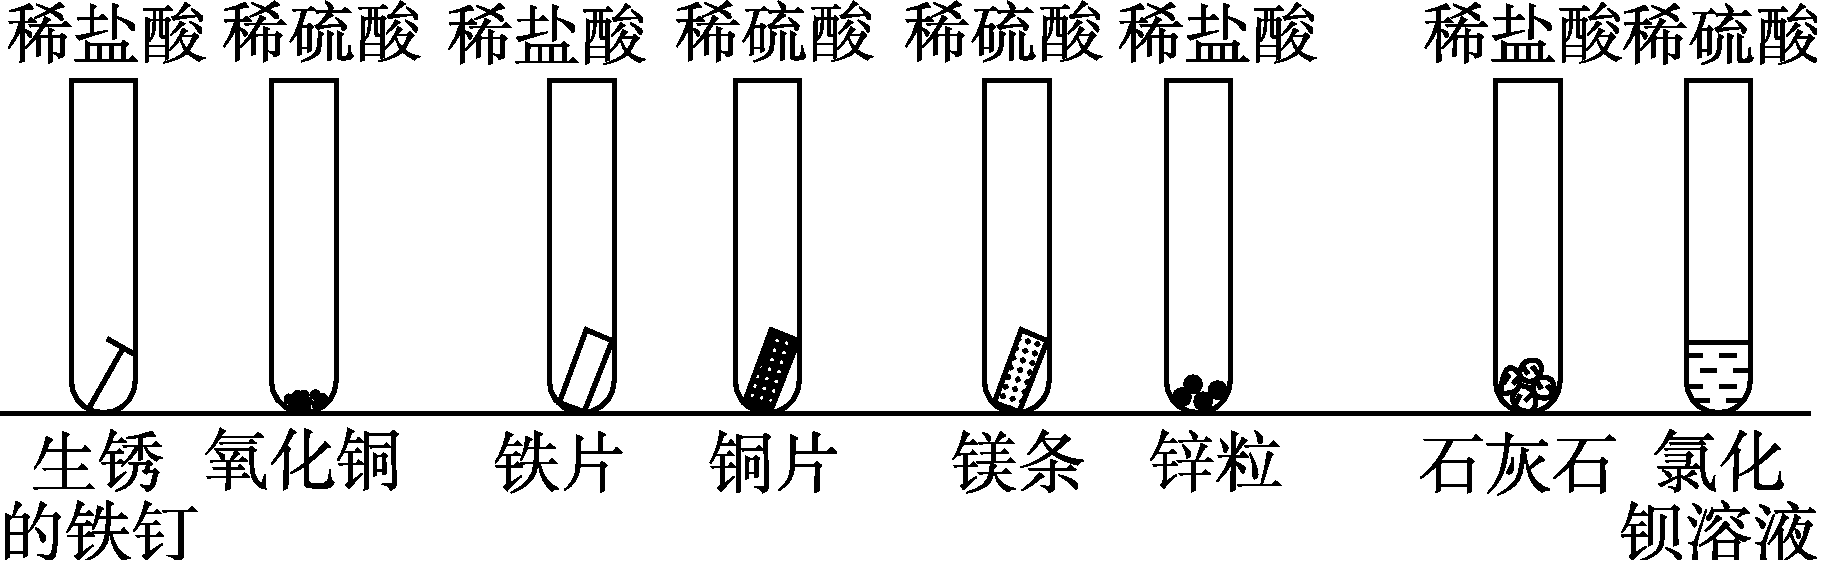 稀盐酸 稀硫酸 稀盐酸 稀硫酸 稀硫酸 稀盐酸 稀盐酸 稀硫酸
生锈 氧化铜 铁片 铜片 镁条 锌粒 石灰石 氯化
的铁钉 钡溶液